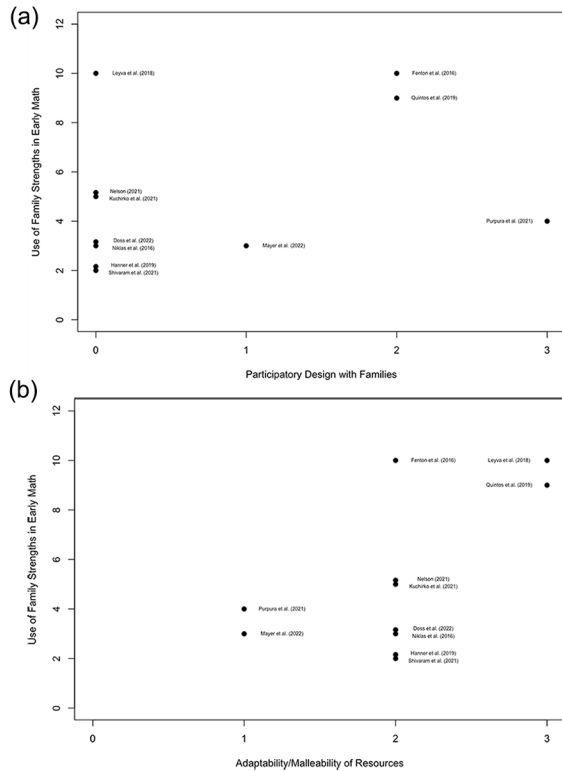 (a)
12
10
8
6
4
2
0
Use of Family Strengths in Early Math
Leyva et al. (2018)
Fenton et al. (2016)
Quintos et al. (2019)
Nelson (2021)
Kuchirko et al. (2021)
Purpura et al. (2021)
Doss et al. (2022)
Niklas et al. (2016)
Mayer et al. (2022)
Hanner et al. (2019)
Shivaram et al. (2021)
0 1 2 3
Participatory Design with Families
(b)
12
10
8
6
4
2
0
Use of Family Strengths in Early Math
Fenton et al. (2016) Leyva et al. (2018)
Quintos et al. (2019)
Nelson (2021)
Kuchirko et al. (2021)
Purpura et al. (2021)
Doss et al. (2022)
Mayer et al. (2022) Niklas et al. (2016)
Hanner et al. (2019)
Shivaram et al. (2021)
0 1 2 3
Adaptability/Malleability of Resources